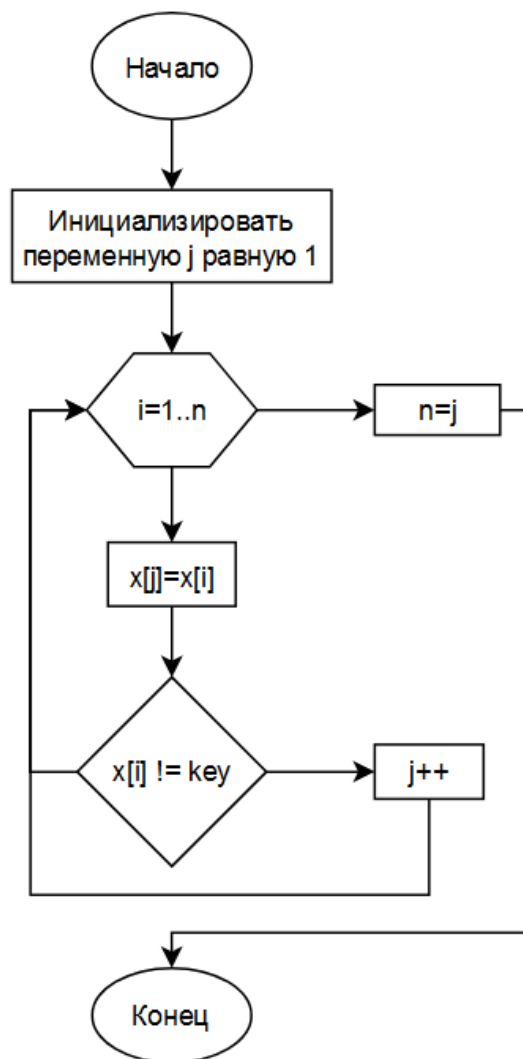 Начало
Инициализировать
переменную j равную 1
i=1..n
n=j
x[j]=x[i]
x[i] != key
j++
Конец